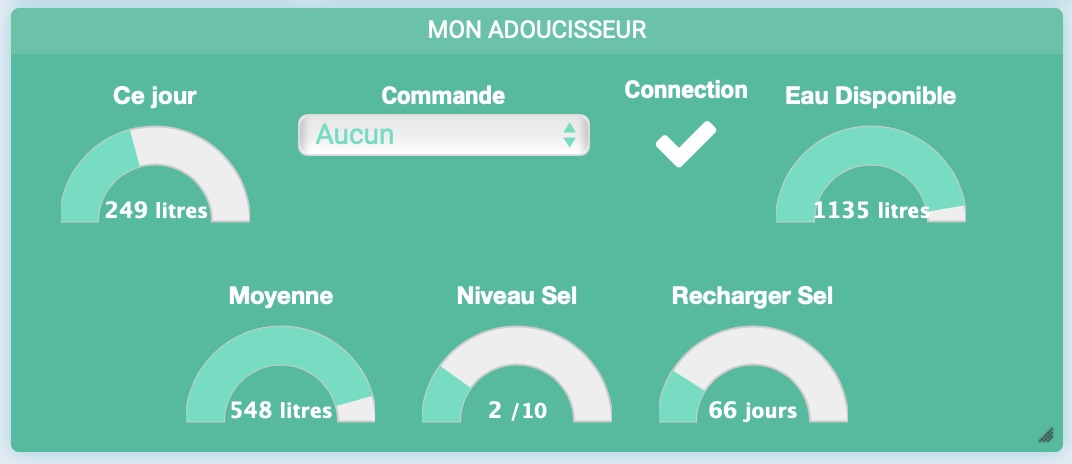 MON ADOUCISSEUR
Ce jour
249 litres
Commande
Aucun
Connection
Eau Disponible
1135 litres
Moyenne
548 litres
Niveau Sel
2 /10
Recharger Sel
66 jours